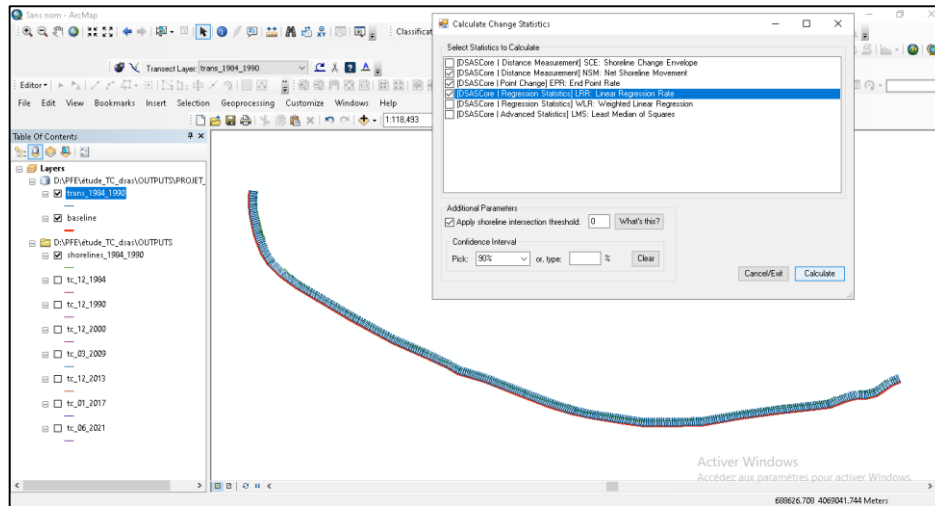 Sans nom - ArcMap
Classificat
Transect Layer: trans_1984_1990
Editor
File Edit View Bookmarks Insert Selection Geoprocessing Customize Windows Help
1:118,493
Table Of Contents
Layers
D:\PFE\étude_TC_dsas\OUTPUTS\PROJET_
trans_1984_1990
baseline
D:\PFE\étude_TC_dsas\OUTPUTS
shorelines_1984_1990
tc_12_1984
tc_12_1990
tc_12_2000
tc_03_2009
tc_12_2013
tc_01_2017
tc_06_2021
Calculate Change Statistics
Select Statistics to Calculate
[DSASCore | Distance Measurement] SCE: Shoreline Change Envelope
[DSASCore | Distance Measurement] NSM: Net Shoreline Movement
[DSASCore | Point Change] EPR: End Point Rate
[DSASCore | Regression Statistics] LRR: Linear Regression Rate
[DSASCore | Regression Statistics] WLR: Weighted Linear Regression
[DSASCore | Advanced Statistics] LMS: Least Median of Squares
Additional Parameters
Apply shoreline intersection threshold: 0 What's this?
Confidence Interval
Pick: 90% or, type: % Clear
Cancel/Exit Calculate
Activer Windows
Accédez aux paramètres pour activer Windows.
688626.708 4069041.744 Meters